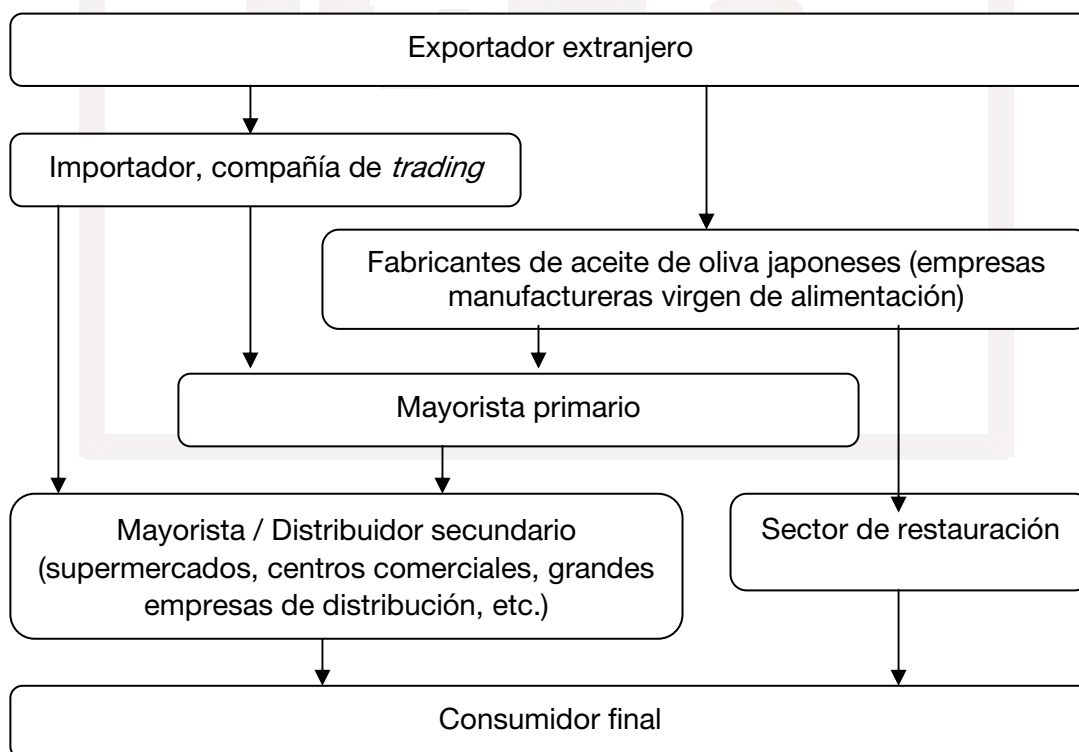 Exportador extranjero
Importador, compañía de trading
Fabricantes de aceite de oliva japoneses (empresas
manufactureras virgen de alimentación)
Mayorista primario
Mayorista / Distribuidor secundario
(supermercados, centros comerciales, grandes
empresas de distribución, etc.)
Sector de restauración
Consumidor final